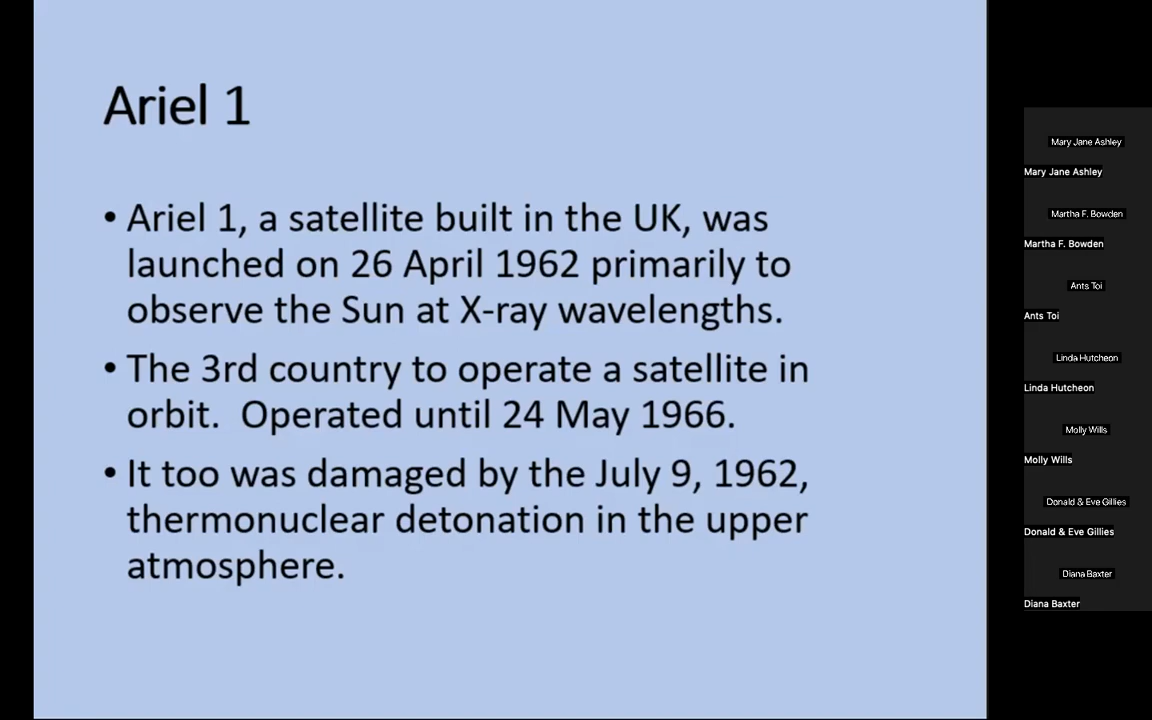 Ariel 1
• Ariel 1, a satellite built in the UK, was
launched on 26 April 1962 primarily to
observe the Sun at X-ray wavelengths.
• The 3rd country to operate a satellite in
orbit.  Operated until 24 May 1966.
• It too was damaged by the July 9, 1962,
thermonuclear detonation in the upper
atmosphere.
Mary Jane Ashley
Mary Jane Ashley
Martha F. Bowden
Martha F. Bowden
Ants Toi
Ants Toi
Linda Hutcheon
Linda Hutcheon
Molly Wills
Molly Wills
Donald & Eve Gillies
Donald & Eve Gillies
Diana Baxter
Diana Baxter